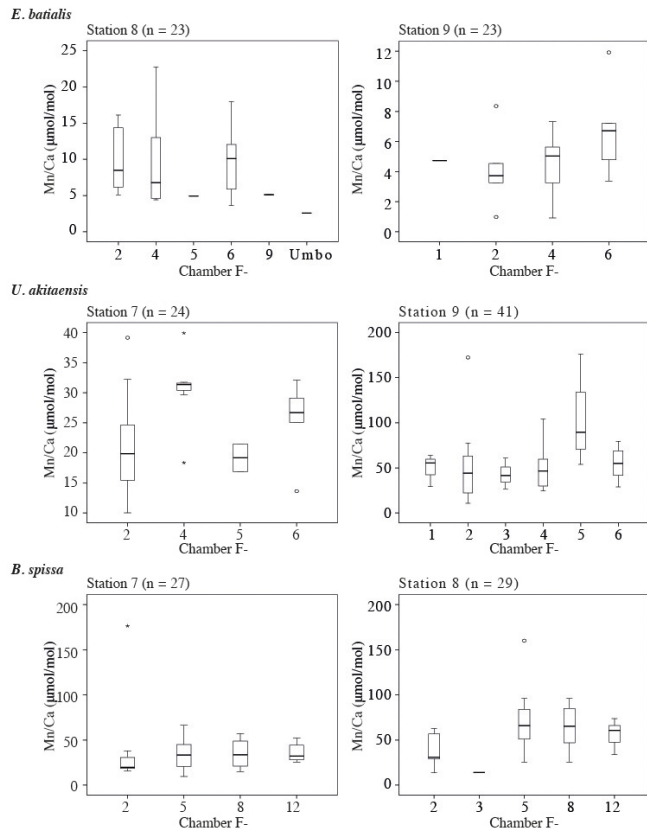 E. batialis
Station 8 (n = 23)
25
20
15
10
5
0
Mn/Ca (μmol/mol)
2 4 5 6 9 Umbo
Chamber F-
Station 9 (n = 23)
12
10
8
6
4
2
0
Mn/Ca (μmol/mol)
1 2 4 6
Chamber F-
U. akitaensis
Station 7 (n = 24)
40
35
30
25
20
15
10
Mn/Ca (μmol/mol)
2 4 5 6
Chamber F-
Station 9 (n = 41)
200
150
100
50
0
Mn/Ca (μmol/mol)
1 2 3 4 5 6
Chamber F-
B. spissa
Station 7 (n = 27)
200
150
100
50
0
Mn/Ca (μmol/mol)
2 5 8 12
Chamber F-
Station 8 (n = 29)
200
150
100
50
0
Mn/Ca (μmol/mol)
2 3 5 8 12
Chamber F-